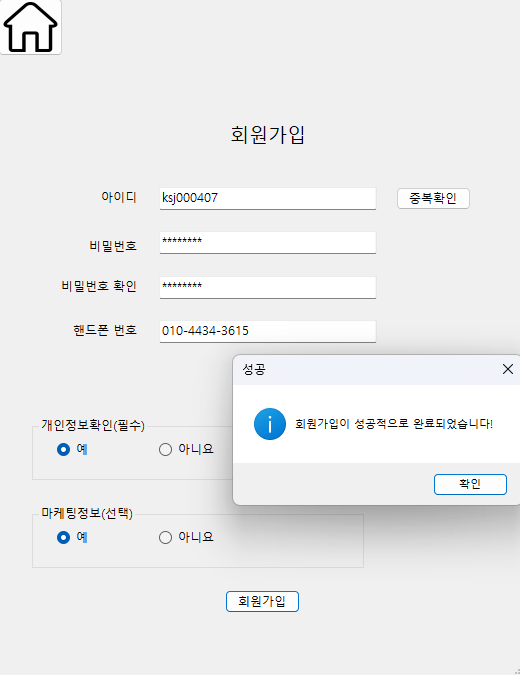 회원가입
아이디 ksj000407 중복확인
비밀번호 ********
비밀번호 확인 ********
핸드폰 번호 010-4434-3615
성공
회원가입이 성공적으로 완료되었습니다!
확인
개인정보확인(필수)
예 아니요
마케팅정보(선택)
예 아니요
회원가입